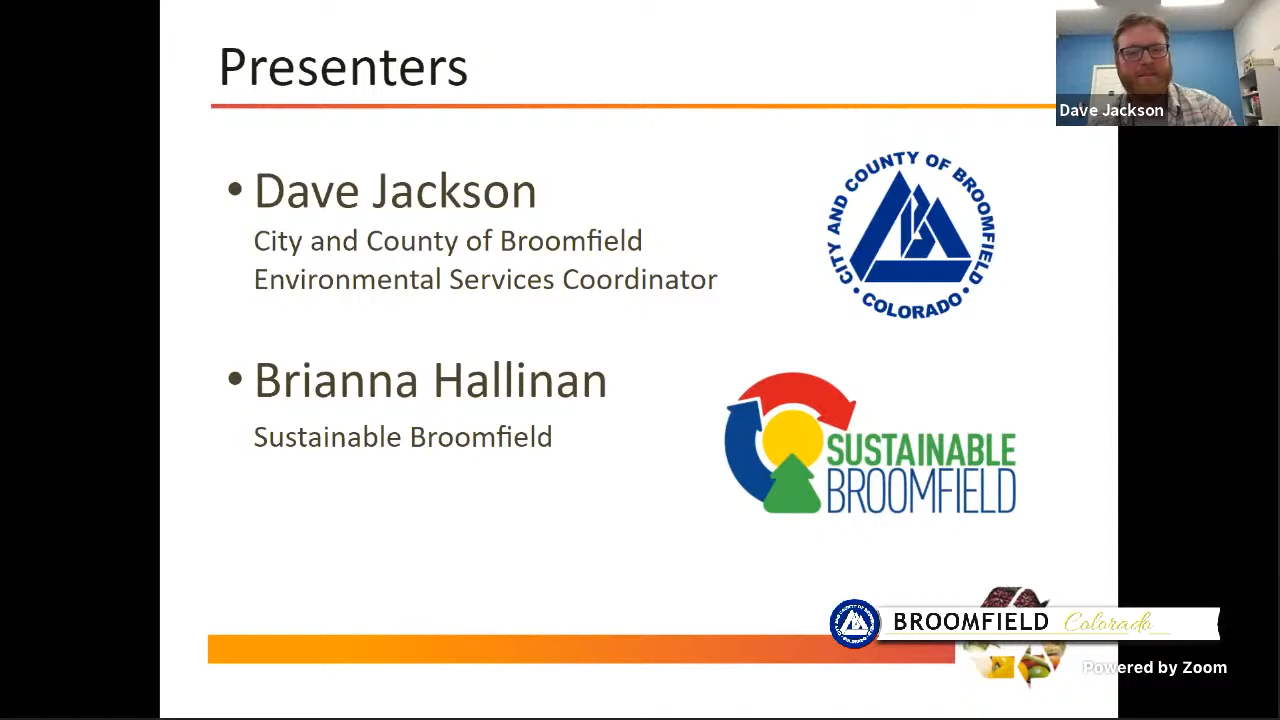 Presenters
Dave Jackson
• Dave Jackson
City and County of Broomfield
Environmental Services Coordinator
CITY AND COUNTY OF BROOMFIELD
• COLORADO •
• Brianna Hallinan
Sustainable Broomfield
SUSTAINABLE
BROOMFIELD
BROOMFIELD Colorado
Powered by Zoom